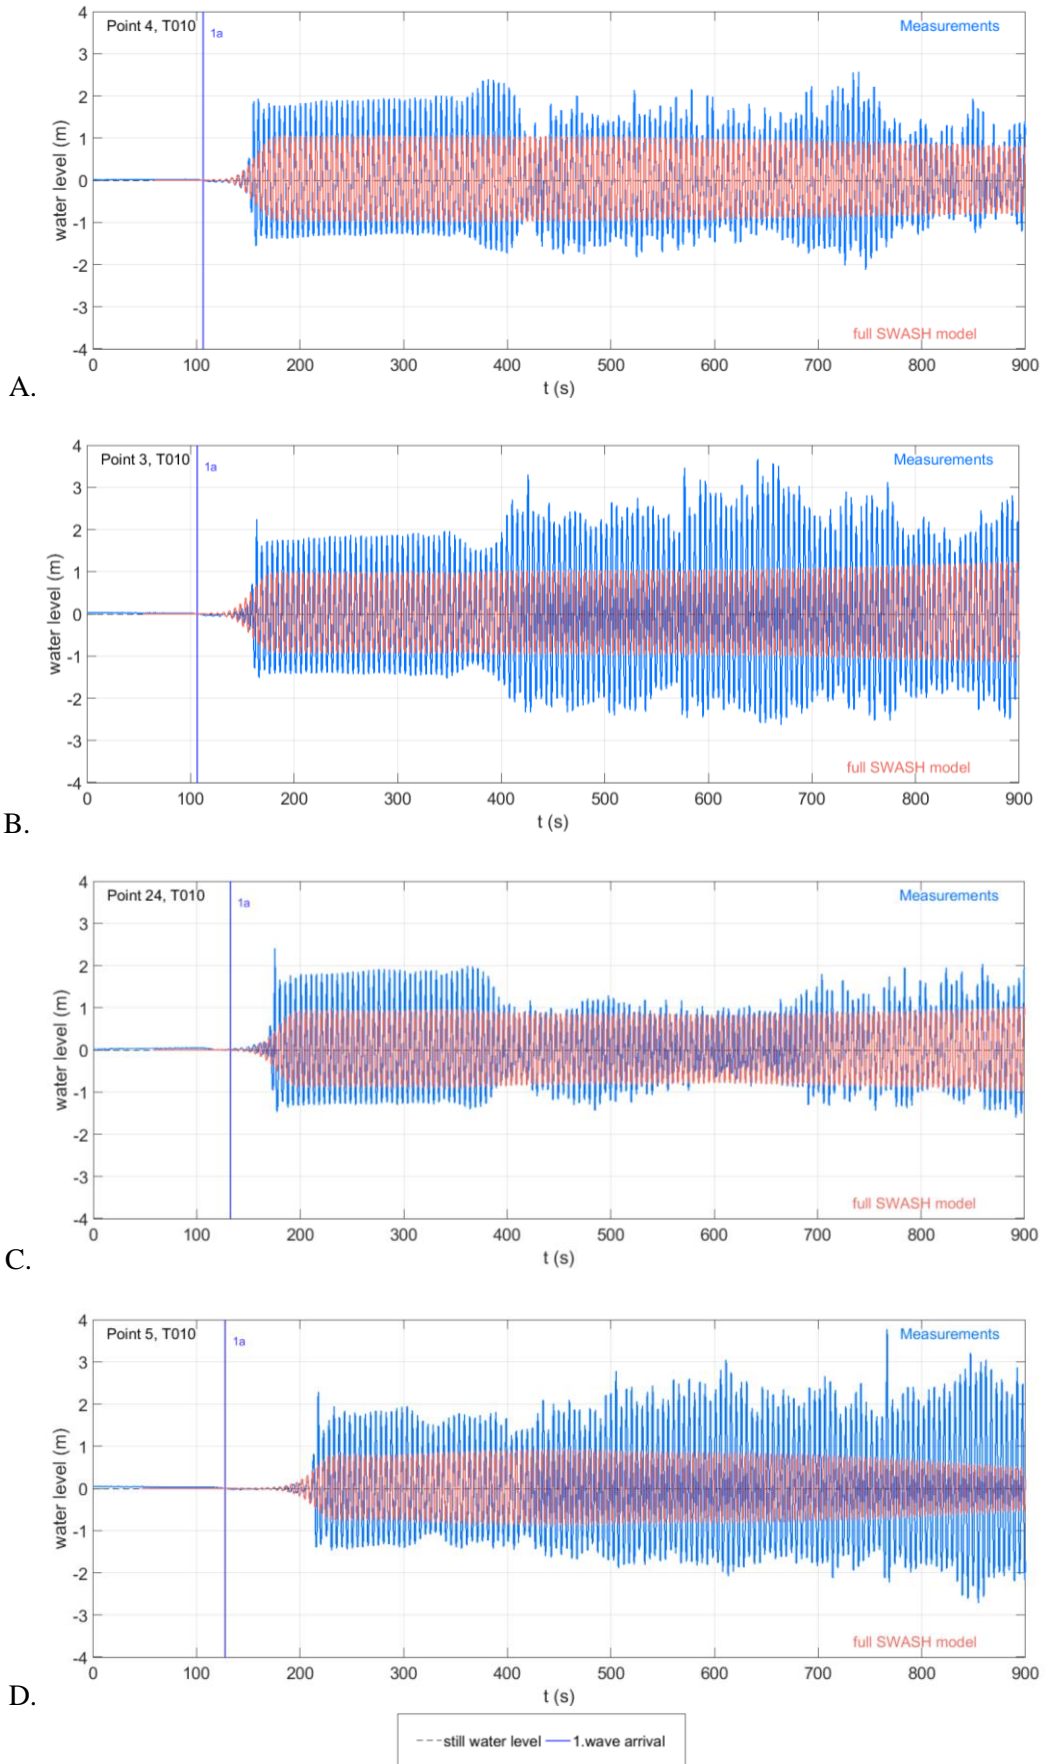 4
Point 4, T010
1a
Measurements
3
2
1
0
-1
-2
-3
-4
water level (m)
full SWASH model
0 100 200 300 400 500 600 700 800 900
t (s)
A.
4
Point 3, T010
1a
Measurements
3
2
1
0
-1
-2
-3
-4
water level (m)
full SWASH model
0 100 200 300 400 500 600 700 800 900
t (s)
B.
4
Point 24, T010
1a
Measurements
3
2
1
0
-1
-2
-3
-4
water level (m)
full SWASH model
0 100 200 300 400 500 600 700 800 900
t (s)
C.
4
Point 5, T010
1a
Measurements
3
2
1
0
-1
-2
-3
-4
water level (m)
full SWASH model
0 100 200 300 400 500 600 700 800 900
t (s)
D.
still water level 1.wave arrival